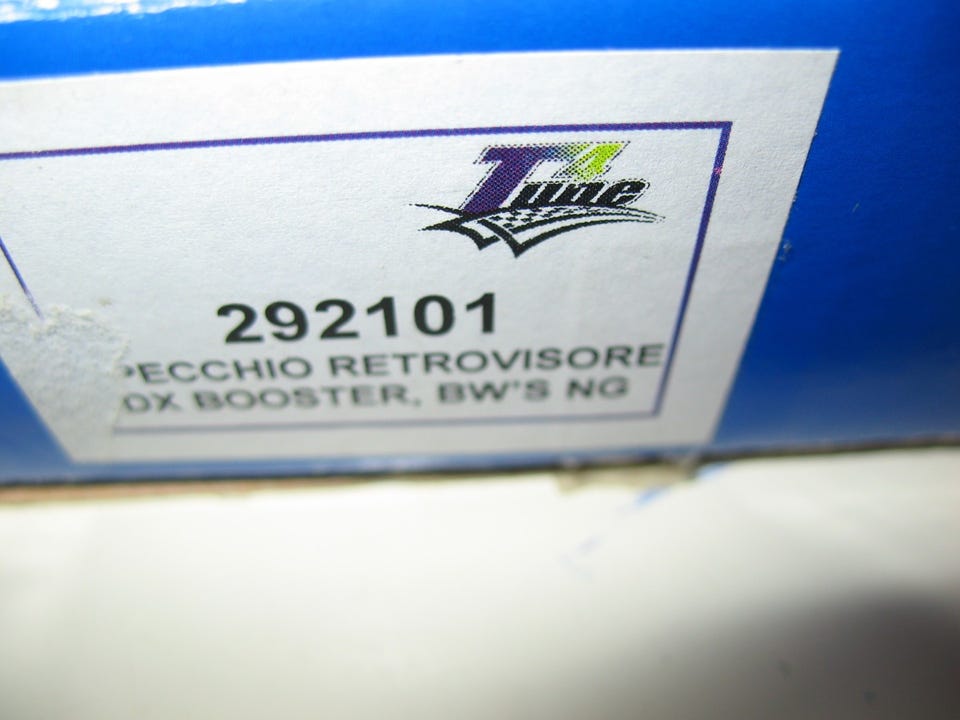 T4 Tune
292101
PECCHIO RETROVISORE
DX BOOSTER, BW'S NG